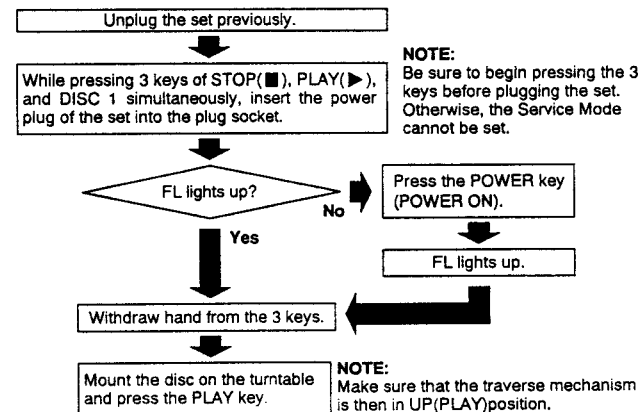 Unplug the set previously.
While pressing 3 keys of STOP(■), PLAY(▶),
and DISC 1 simultaneously, insert the power
plug of the set into the plug socket.
NOTE:
Be sure to begin pressing the 3
keys before plugging the set.
Otherwise, the Service Mode
cannot be set.
FL lights up?
No
Press the POWER key
(POWER ON).
Yes
FL lights up.
Withdraw hand from the 3 keys.
Mount the disc on the turntable
and press the PLAY key.
NOTE:
Make sure that the traverse mechanism
is then in UP(PLAY)position.